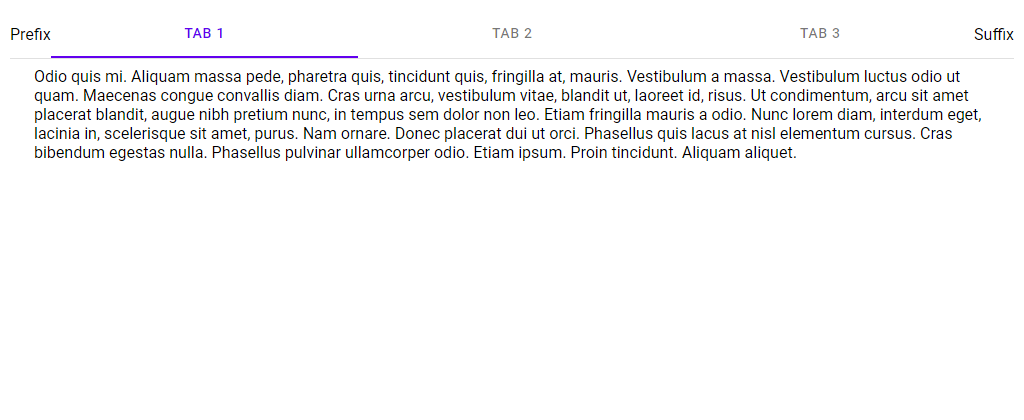 Prefix TAB 1 TAB 2 TAB 3 Suffix
Odio quis mi. Aliquam massa pede, pharetra quis, tincidunt quis, fringilla at, mauris. Vestibulum a massa. Vestibulum luctus odio ut
quam. Maecenas congue convallis diam. Cras urna arcu, vestibulum vitae, blandit ut, laoreet id, risus. Ut condimentum, arcu sit amet
placerat blandit, augue nibh pretium nunc, in tempus sem dolor non leo. Etiam fringilla mauris a odio. Nunc lorem diam, interdum eget,
lacinia in, scelerisque sit amet, purus. Nam ornare. Donec placerat dui ut orci. Phasellus quis lacus at nisl elementum cursus. Cras
bibendum egestas nulla. Phasellus pulvinar ullamcorper odio. Etiam ipsum. Proin tincidunt. Aliquam aliquet.